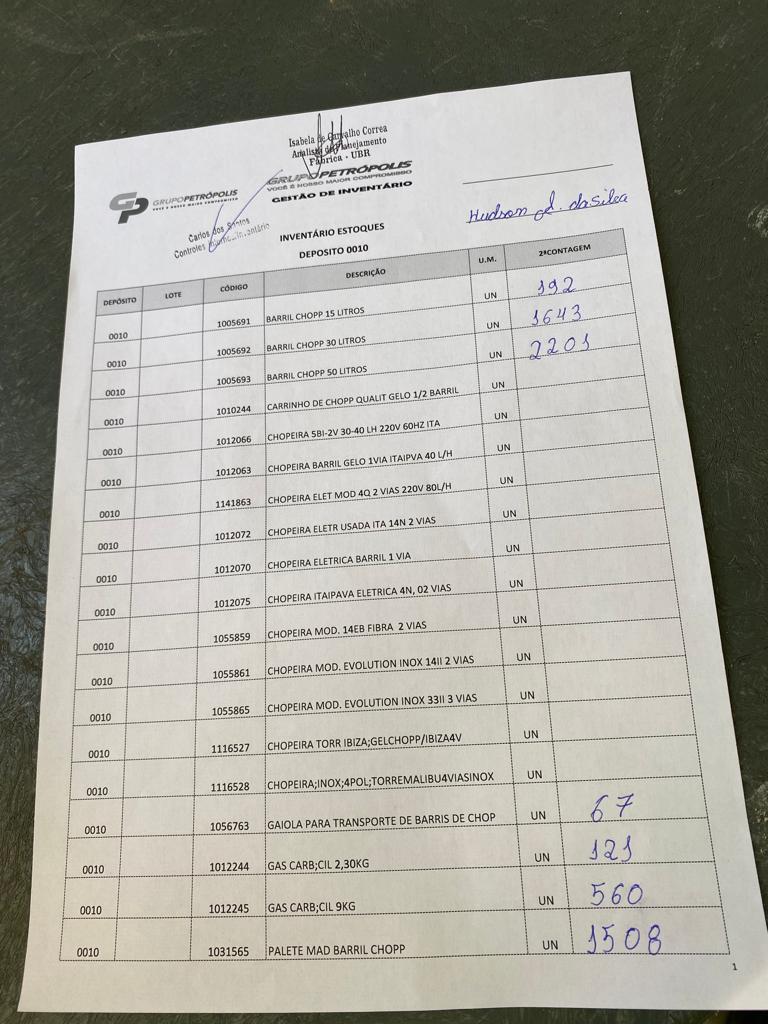 Isabela de Carvalho Correa
Analista de Planejamento
Fábrica - UBR
GRUPOPETRÓPOLIS
VOCÊ É NOSSO MAIOR COMPROMISSO
GESTÃO DE INVENTÁRIO
GP GRUPOPETRÓPOLIS
VOCÊ É NOSSO MAIOR COMPROMISSO
Carlos dos Santos
Controles Inventário
Hudson da Silva
INVENTÁRIO ESTOQUES
DEPOSITO 0010
DEPÓSITO LOTE CÓDIGO DESCRIÇÃO U.M. 2ªCONTAGEM
0010 1005691 BARRIL CHOPP 15 LITROS UN 192
0010 1005692 BARRIL CHOPP 30 LITROS UN 1643
0010 1005693 BARRIL CHOPP 50 LITROS UN 2201
0010 1010244 CARRINHO DE CHOPP QUALIT GELO 1/2 BARRIL UN
0010 1012066 CHOPEIRA 5BI-2V 30-40 LH 220V 60HZ ITA UN
0010 1012063 CHOPEIRA BARRIL GELO 1VIA ITAIPVA 40 L/H UN
0010 1141863 CHOPEIRA ELET MOD 4Q 2 VIAS 220V 80L/H UN
0010 1012072 CHOPEIRA ELETR USADA ITA 14N 2 VIAS UN
0010 1012070 CHOPEIRA ELETRICA BARRIL 1 VIA UN
0010 1012075 CHOPEIRA ITAIPAVA ELETRICA 4N, 02 VIAS UN
0010 1055859 CHOPEIRA MOD. 14EB FIBRA 2 VIAS UN
0010 1055861 CHOPEIRA MOD. EVOLUTION INOX 14II 2 VIAS UN
0010 1055865 CHOPEIRA MOD. EVOLUTION INOX 33II 3 VIAS UN
0010 1116527 CHOPEIRA TORR IBIZA;GELCHOPP/IBIZA4V UN
0010 1116528 CHOPEIRA;INOX;4POL;TORREMALIBU4VIASINOX UN
0010 1056763 GAIOLA PARA TRANSPORTE DE BARRIS DE CHOP UN 67
0010 1012244 GAS CARB;CIL 2,30KG UN 121
0010 1012245 GAS CARB;CIL 9KG UN 560
0010 1031565 PALETE MAD BARRIL CHOPP UN 1508
1